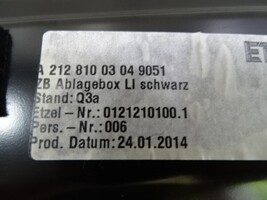 ET
A 212 810 03 04 9051
ZB Ablagebox LI schwarz
Stand: Q3a
Etzel-Nr.: 0121210100.1
Pers.-Nr.: 006
Prod. Datum: 24.01.2014